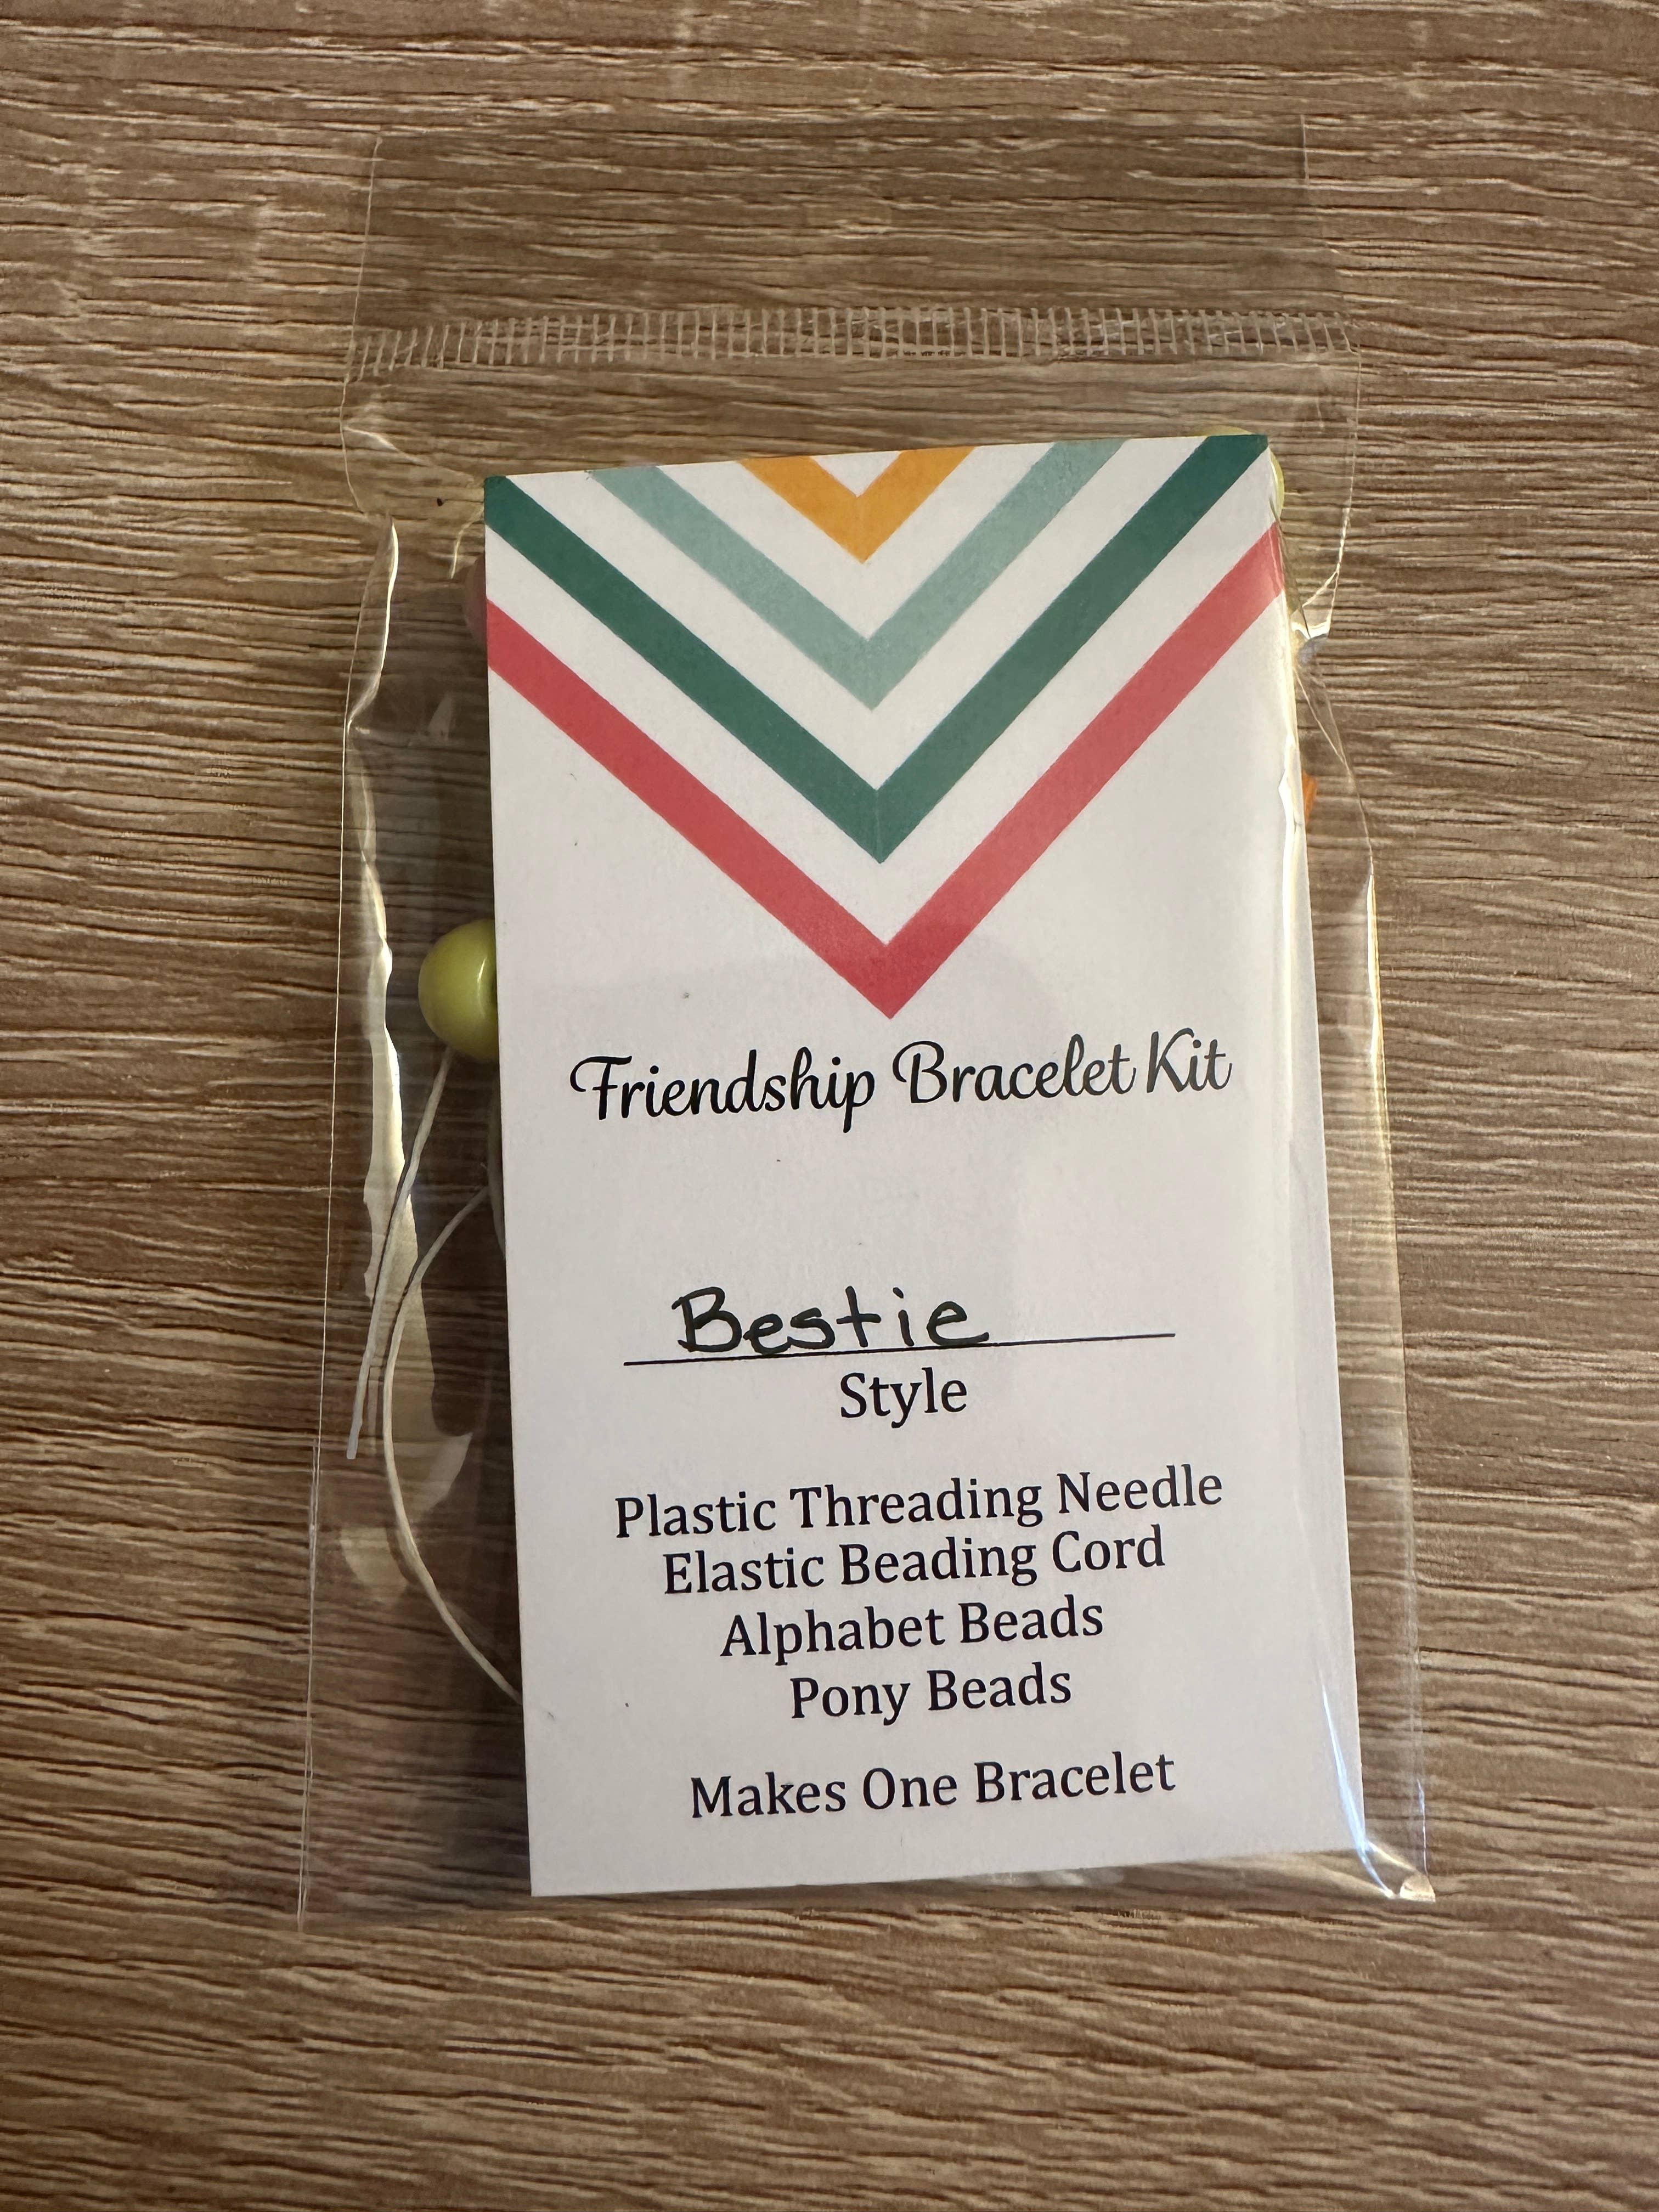 Friendship Bracelet Kit
Bestie
Style
Plastic Threading Needle
Elastic Beading Cord
Alphabet Beads
Pony Beads
Makes One Bracelet